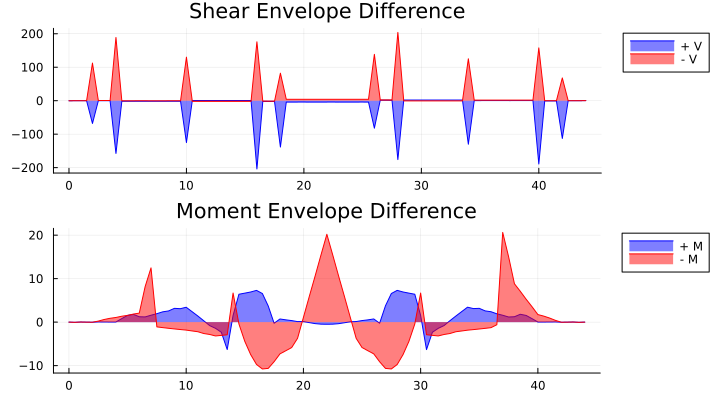 Shear Envelope Difference
200
100
0
−100
−200
0 10 20 30 40
+ V
- V
Moment Envelope Difference
20
10
0
−10
0 10 20 30 40
+ M
- M